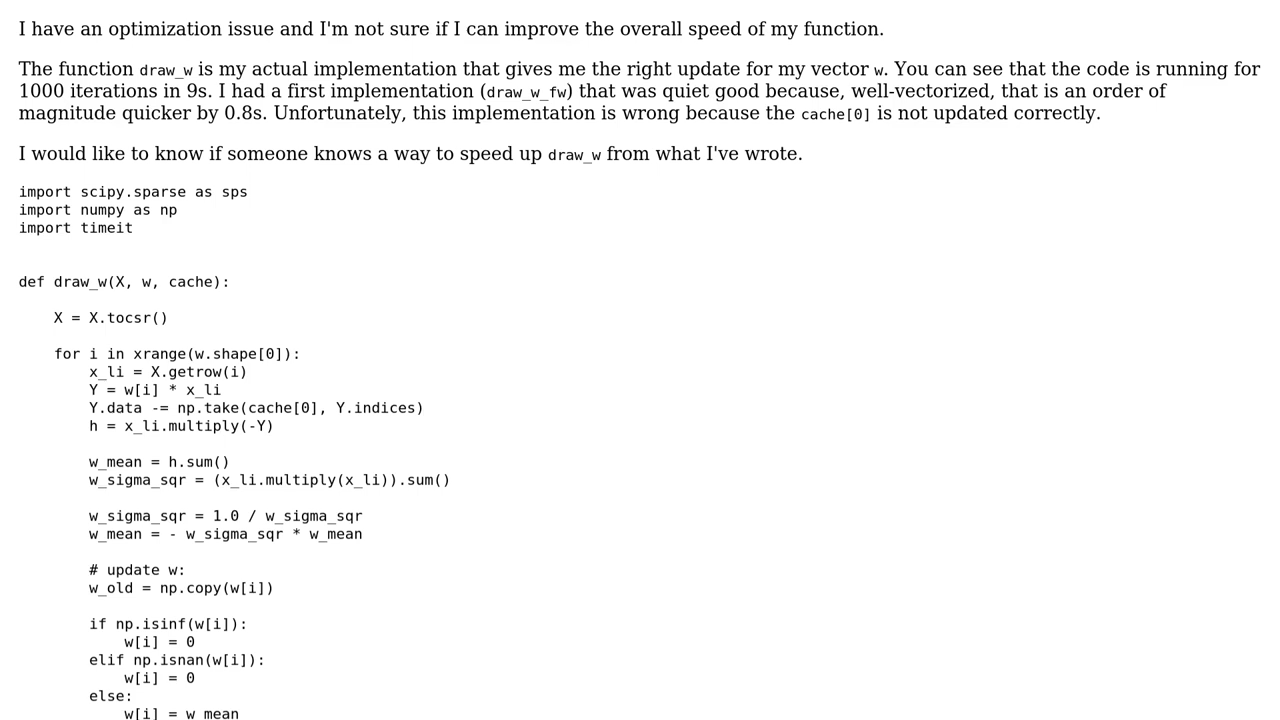 I have an optimization issue and I'm not sure if I can improve the overall speed of my function.
The function draw_w is my actual implementation that gives me the right update for my vector w. You can see that the code is running for
1000 iterations in 9s. I had a first implementation (draw_w_fw) that was quiet good because, well-vectorized, that is an order of
magnitude quicker by 0.8s. Unfortunately, this implementation is wrong because the cache[0] is not updated correctly.
I would like to know if someone knows a way to speed up draw_w from what I've wrote.
import scipy.sparse as sps
import numpy as np
import timeit
def draw_w(X, w, cache):
    X = X.tocsr()
    for i in xrange(w.shape[0]):
        x_li = X.getrow(i)
        Y = w[i] * x_li
        Y.data -= np.take(cache[0], Y.indices)
        h = x_li.multiply(-Y)
        w_mean = h.sum()
        w_sigma_sqr = (x_li.multiply(x_li)).sum()
        w_sigma_sqr = 1.0 / w_sigma_sqr
        w_mean = - w_sigma_sqr * w_mean
        # update w:
        w_old = np.copy(w[i])
        if np.isinf(w[i]):
            w[i] = 0
        elif np.isnan(w[i]):
            w[i] = 0
        else:
            w[i] = w_mean